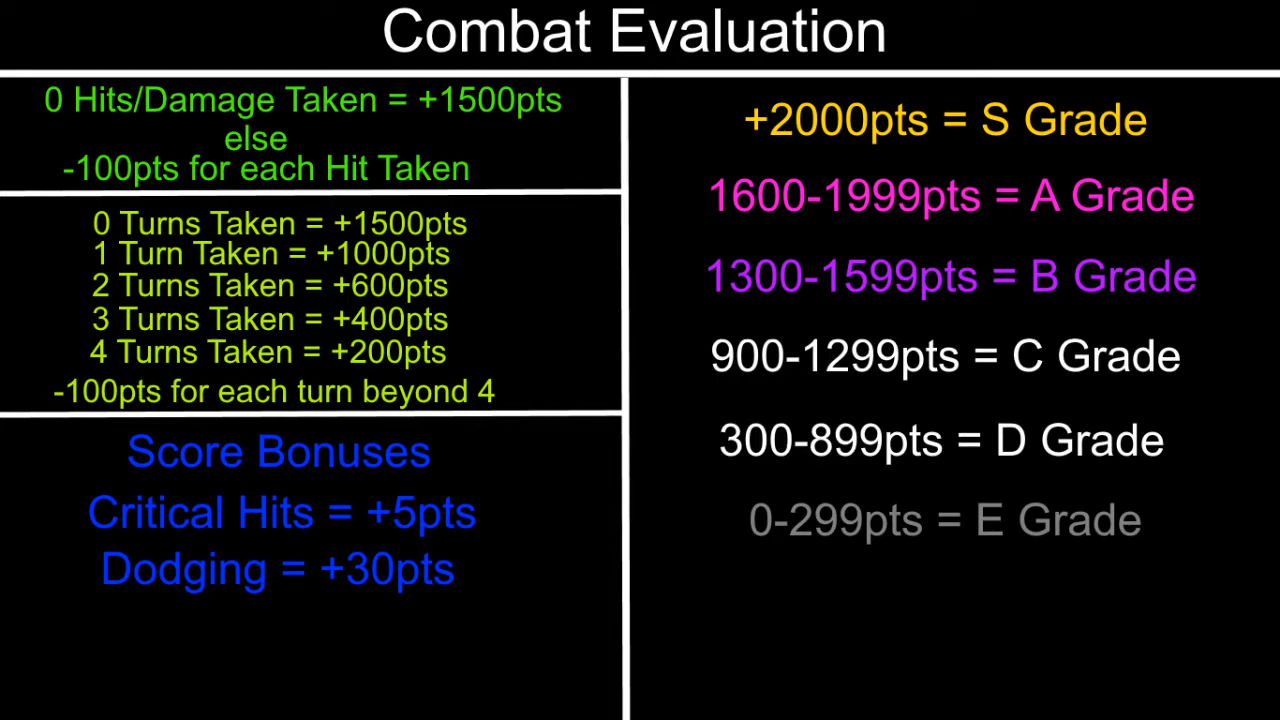 Combat Evaluation
0 Hits/Damage Taken = +1500pts
else
-100pts for each Hit Taken
0 Turns Taken = +1500pts
1 Turn Taken = +1000pts
2 Turns Taken = +600pts
3 Turns Taken = +400pts
4 Turns Taken = +200pts
-100pts for each turn beyond 4
Score Bonuses
Critical Hits = +5pts
Dodging = +30pts
+2000pts = S Grade
1600-1999pts = A Grade
1300-1599pts = B Grade
900-1299pts = C Grade
300-899pts = D Grade
0-299pts = E Grade